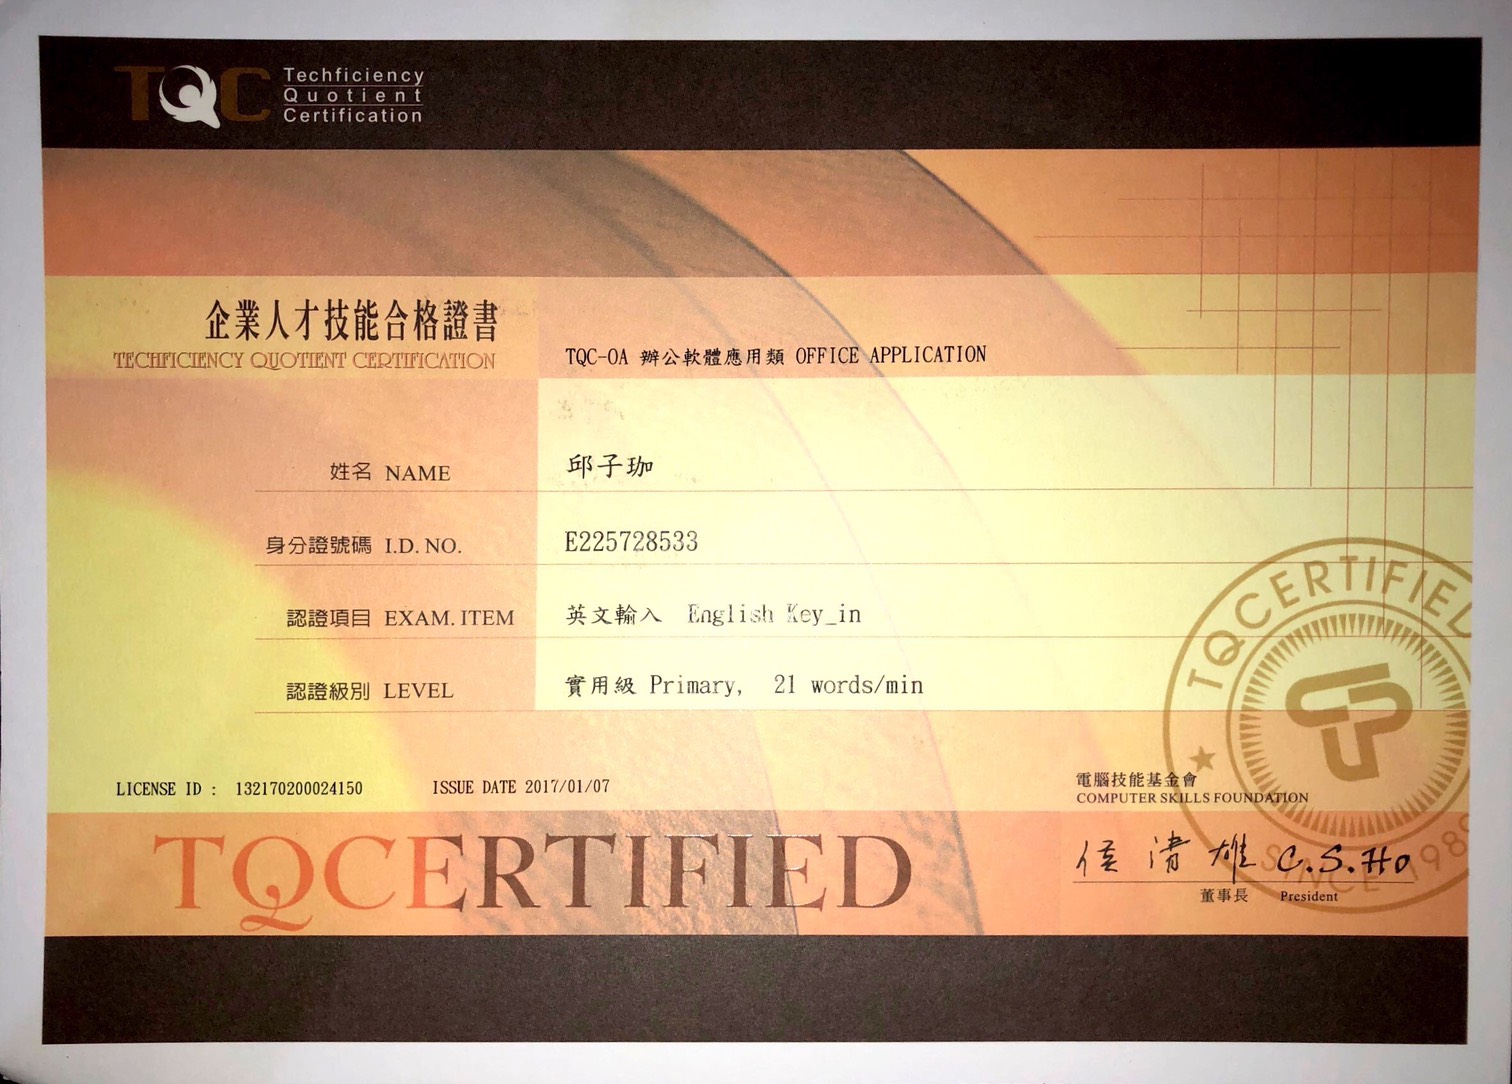 TQC Techficiency
Quotient
Certification
企業人才技能合格證書
TECHFICIENCY QUOTIENT CERTIFICATION
TQC-OA 辦公軟體應用類 OFFICE APPLICATION
姓名 NAME 邱子珈
身分證號碼 I.D. NO. E225728533
認證項目 EXAM. ITEM 英文輸入 English Key_in
認證級別 LEVEL 實用級 Primary, 21 words/min
LICENSE ID : 132170200024150 ISSUE DATE 2017/01/07
電腦技能基金會
COMPUTER SKILLS FOUNDATION
TQCERTIFIED
侯清雄 C.S.Ho
董事長 President
TQCERTIFIED
SINCE 1989